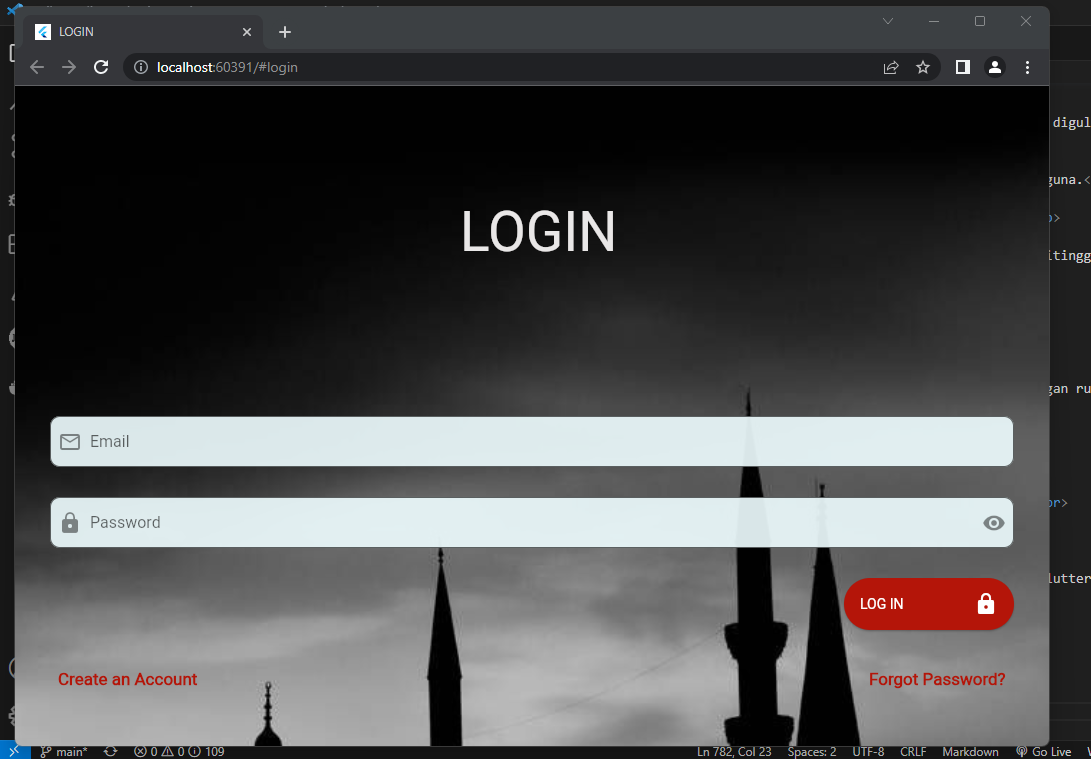 LOGIN
localhost:60391/#login
digul
guna.<
>
itingg
LOGIN
gan ru
Email
br>
Password
lutter
LOG IN
Create an Account
Forgot Password?
main*
0 0 109
Ln 782, Col 23
Spaces: 2
UTF-8
CRLF
Markdown
Go Live